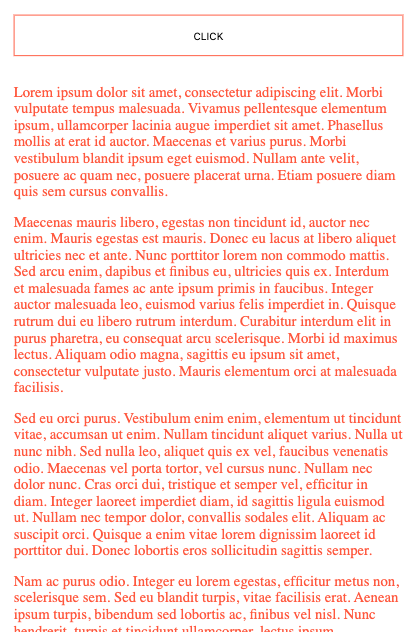 CLICK
Lorem ipsum dolor sit amet, consectetur adipiscing elit. Morbi
vulputate tempus malesuada. Vivamus pellentesque elementum
ipsum, ullamcorper lacinia augue imperdiet sit amet. Phasellus
mollis at erat id auctor. Maecenas et varius purus. Morbi
vestibulum blandit ipsum eget euismod. Nullam ante velit,
posuere ac quam nec, posuere placerat urna. Etiam posuere diam
quis sem cursus convallis.
Maecenas mauris libero, egestas non tincidunt id, auctor nec
enim. Mauris egestas est mauris. Donec eu lacus at libero aliquet
ultricies nec et ante. Nunc porttitor lorem non commodo mattis.
Sed arcu enim, dapibus et finibus eu, ultricies quis ex. Interdum
et malesuada fames ac ante ipsum primis in faucibus. Integer
auctor malesuada leo, euismod varius felis imperdiet in. Quisque
rutrum dui eu libero rutrum interdum. Curabitur interdum elit in
purus pharetra, eu consequat arcu scelerisque. Morbi id maximus
lectus. Aliquam odio magna, sagittis eu ipsum sit amet,
consectetur vulputate justo. Mauris elementum orci at malesuada
facilisis.
Sed eu orci purus. Vestibulum enim enim, elementum ut tincidunt
vitae, accumsan ut enim. Nullam tincidunt aliquet varius. Nulla ut
nunc nibh. Sed nulla leo, aliquet quis ex vel, faucibus venenatis
odio. Maecenas vel porta tortor, vel cursus nunc. Nullam nec
dolor nunc. Cras orci dui, tristique et semper vel, efficitur in
diam. Integer laoreet imperdiet diam, id sagittis ligula euismod
ut. Nullam nec tempor dolor, convallis sodales elit. Aliquam ac
suscipit orci. Quisque a enim vitae lorem dignissim laoreet id
porttitor dui. Donec lobortis eros sollicitudin sagittis semper.
Nam ac purus odio. Integer eu lorem egestas, efficitur metus non,
scelerisque sem. Sed eu blandit turpis, vitae facilisis erat. Aenean
ipsum turpis, bibendum sed lobortis ac, finibus vel nisl. Nunc
hendrerit, turpis et tincidunt ullamcorper, lectus ipsum